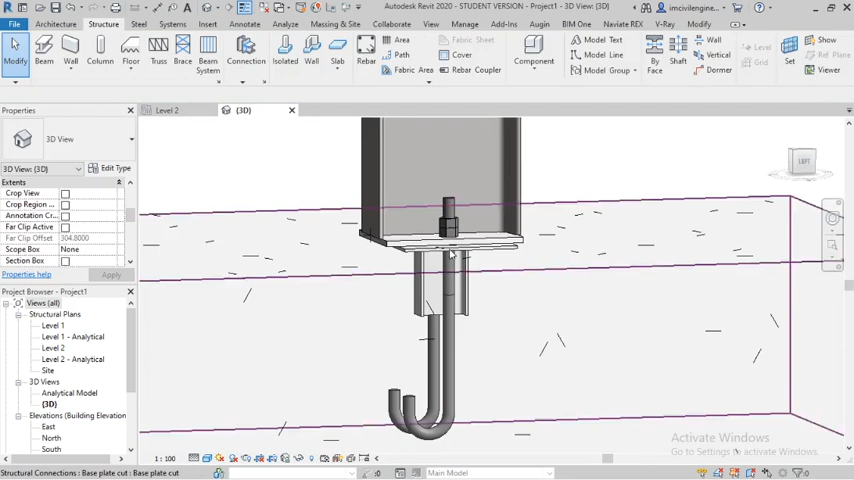 Autodesk Revit 2020 - STUDENT VERSION - Project1 - 3D View: {3D}
imcivilengine...
File Architecture Structure Steel Systems Insert Annotate Analyze Massing & Site Collaborate View Manage Add-Ins Augin BIM One Naviate REX V-Ray Modify
Modify Beam Wall Column Floor Truss Brace Beam System Connection Isolated Wall Slab Rebar Area Path Fabric Area Fabric Sheet Cover Rebar Coupler Component Model Text Model Line Model Group By Face Shaft Wall Vertical Dormer Level Grid Set Show Ref Viewer
Properties
Level 2
{3D}
3D View
3D View: {3D} Edit Type
Extents
Crop View
Crop Region ...
Annotation Cr...
Far Clip Active
Far Clip Offset 304.8000
Scope Box None
Section Box
Properties help Apply
Project Browser - Project1
Views (all)
Structural Plans
Level 1
Level 1 - Analytical
Level 2
Level 2 - Analytical
Site
3D Views
Analytical Model
{3D}
Elevations (Building Elevation
East
North
South
LEFT
Activate Windows
Go to Settings to activate Windows.
1 : 100
Structural Connections : Base plate cut : Base plate cut
:0
Main Model
:0